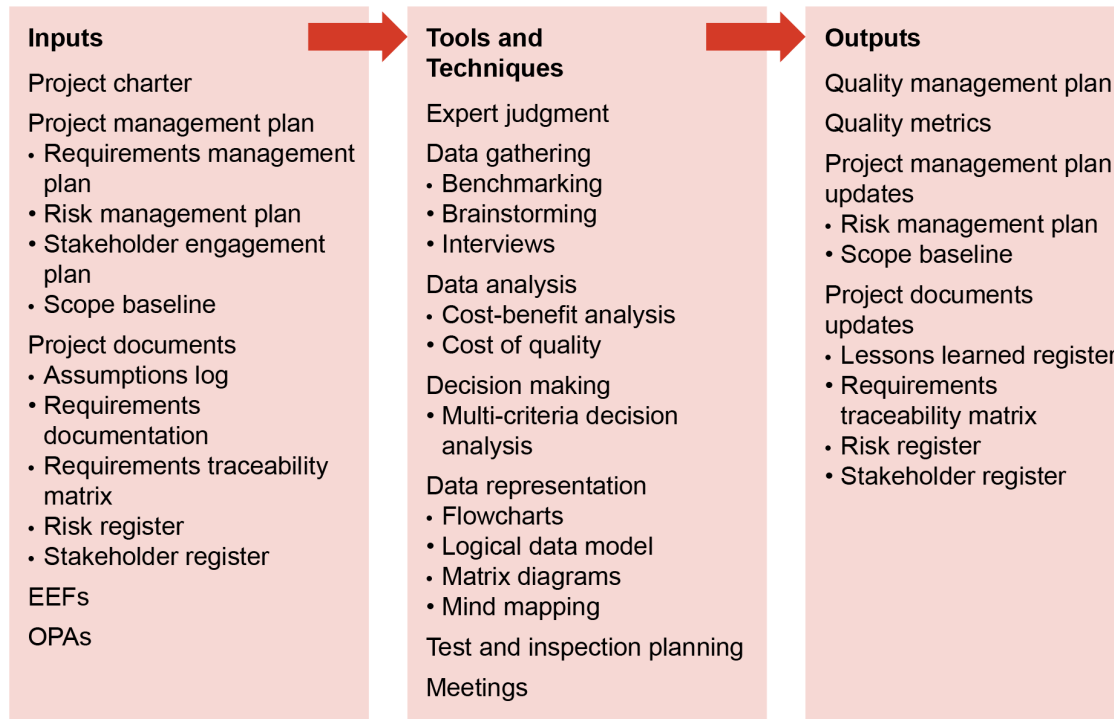 Inputs
Project charter
Project management plan
• Requirements management
plan
• Risk management plan
• Stakeholder engagement
plan
• Scope baseline
Project documents
• Assumptions log
• Requirements
documentation
• Requirements traceability
matrix
• Risk register
• Stakeholder register
EEFs
OPAs
Tools and
Techniques
Expert judgment
Data gathering
• Benchmarking
• Brainstorming
• Interviews
Data analysis
• Cost-benefit analysis
• Cost of quality
Decision making
• Multi-criteria decision
analysis
Data representation
• Flowcharts
• Logical data model
• Matrix diagrams
• Mind mapping
Test and inspection planning
Meetings
Outputs
Quality management plan
Quality metrics
Project management plan
updates
• Risk management plan
• Scope baseline
Project documents
updates
• Lessons learned register
• Requirements
traceability matrix
• Risk register
• Stakeholder register